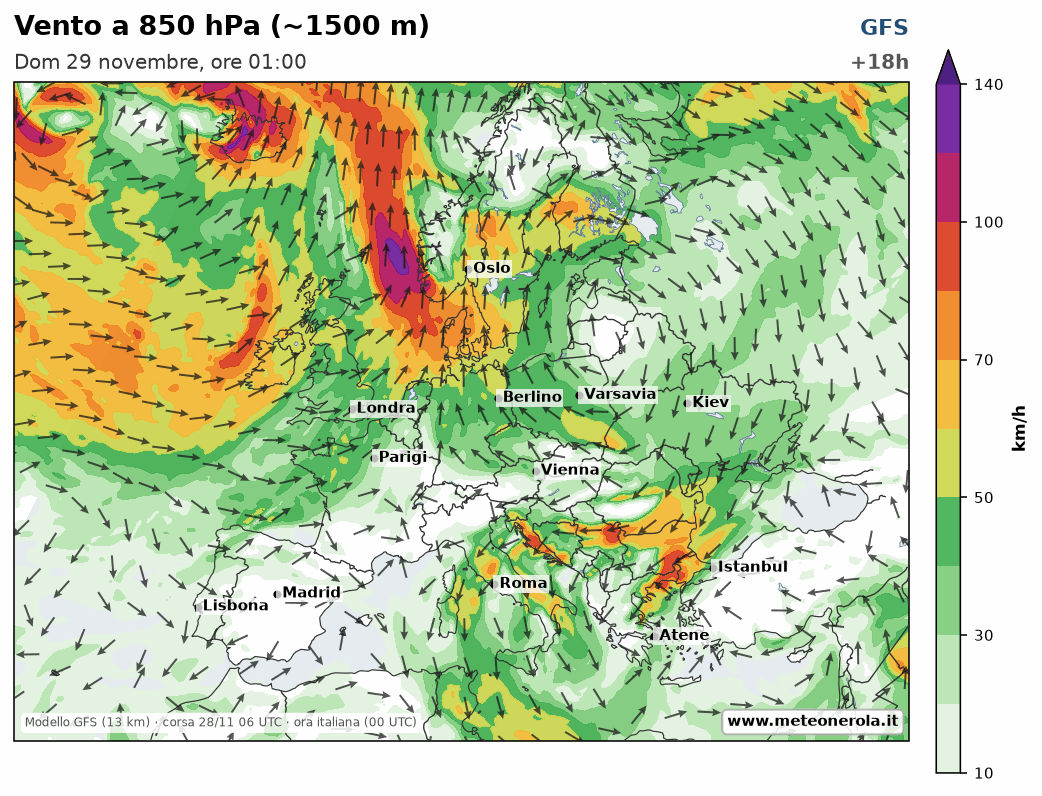 Vento a 850 hPa (~1500 m)
GFS
Dom 29 novembre, ore 01:00
+18h
140
100
70
50
30
10
km/h
Oslo
Londra
Berlino
Varsavia
Kiev
Parigi
Vienna
Istanbul
Roma
Madrid
Lisbona
Atene
Modello GFS (13 km) · corsa 28/11 06 UTC · ora italiana (00 UTC)
www.meteonerola.it